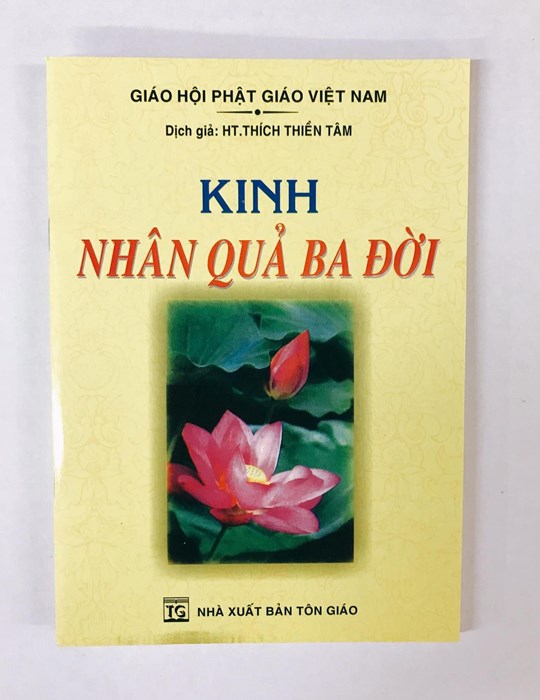 GIÁO HỘI PHẬT GIÁO VIỆT NAM
Dịch giả: HT.THÍCH THIỀN TÂM
KINH
NHÂN QUẢ BA ĐỜI
TG
NHÀ XUẤT BẢN TÔN GIÁO